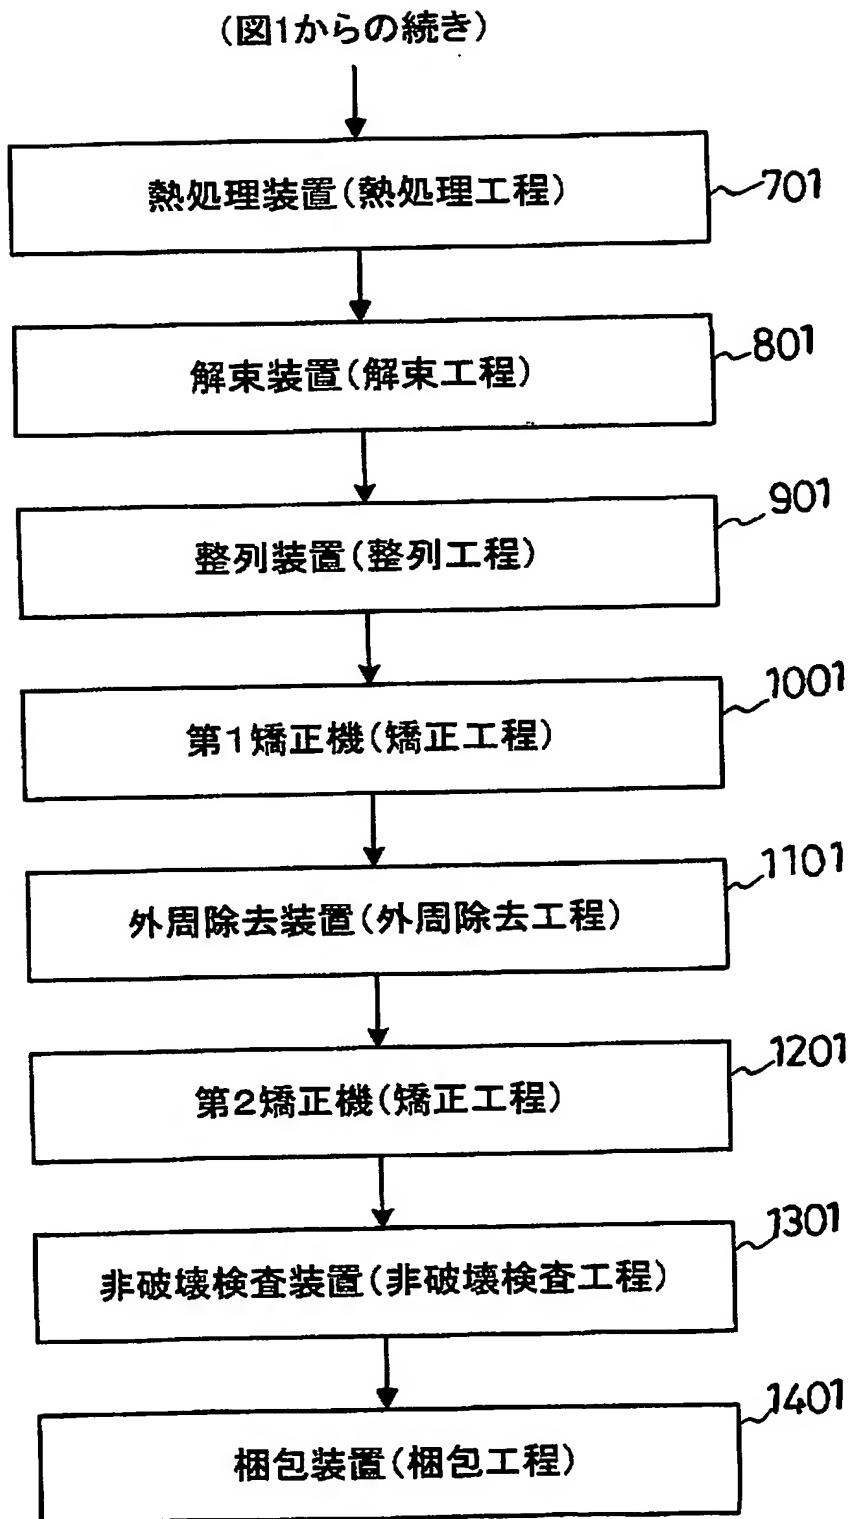 (図1からの続き)
熱処理装置(熱処理工程)
701
解束装置(解束工程)
801
整列装置(整列工程)
901
第1矯正機(矯正工程)
1001
外周除去装置(外周除去工程)
1101
第2矯正機(矯正工程)
1201
非破壊検査装置(非破壊検査工程)
1301
梱包装置(梱包工程)
1401